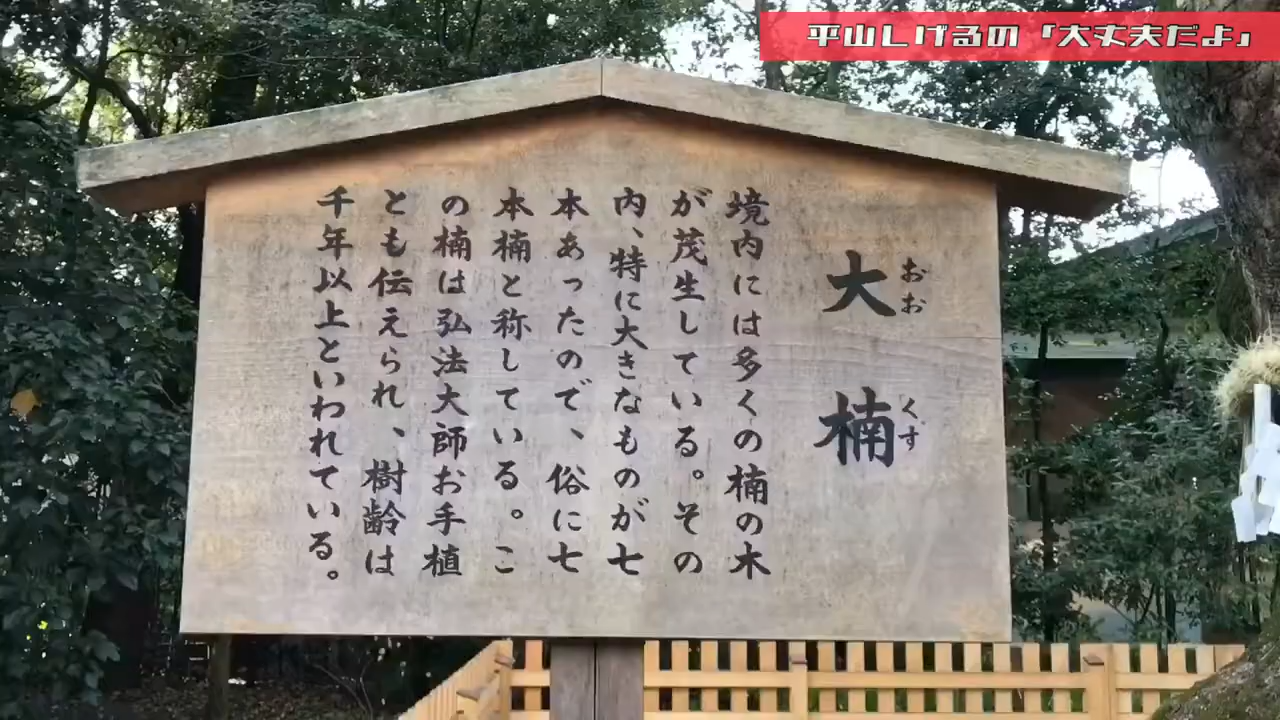 平山しげるの「大丈夫だよ」
大楠
おおくす
境内には多くの楠の木
が茂生している。その
内、特に大きなものが七
本あったので、俗に七
本楠と称している。こ
の楠は弘法大師お手植
とも伝えられ、樹齢は
千年以上といわれている。